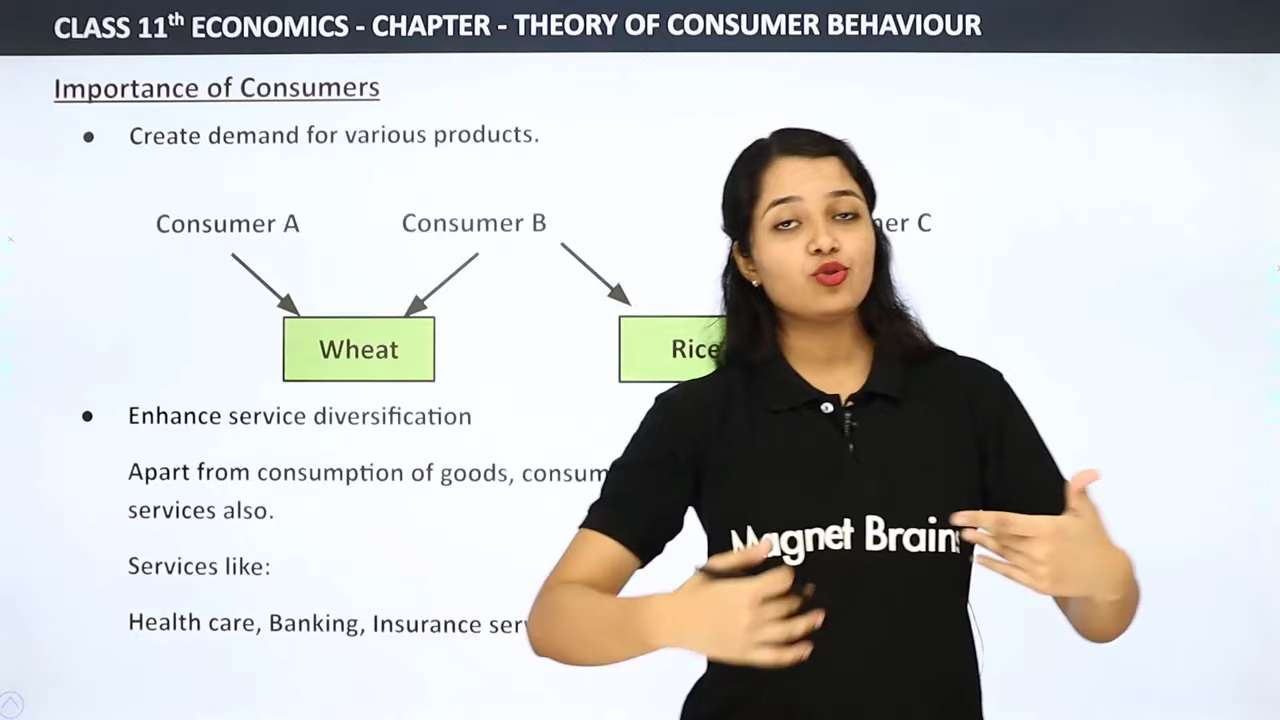 CLASS 11th ECONOMICS - CHAPTER - THEORY OF CONSUMER BEHAVIOUR
Importance of Consumers
• Create demand for various products.
Consumer A Consumer B C
Wheat Rice
• Enhance service diversification
Apart from consumption of goods,
services also.
Services like:
Health care, Banking, Insurance
Magnet Brains